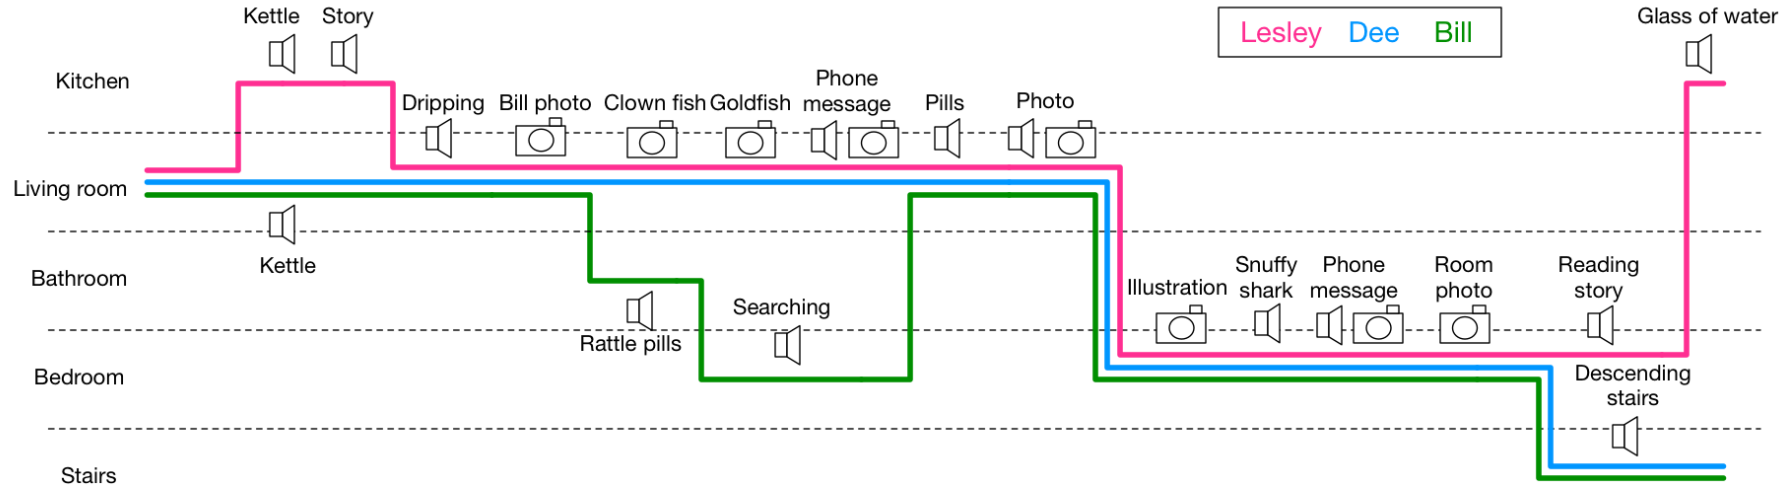 Kettle Story
Lesley Dee Bill
Glass of water
Kitchen
Dripping Bill photo Clown fish Goldfish Phone message Pills Photo
Living room
Kettle
Bathroom
Rattle pills
Searching
Illustration
Snuffy shark
Phone message
Room photo
Reading story
Bedroom
Descending stairs
Stairs